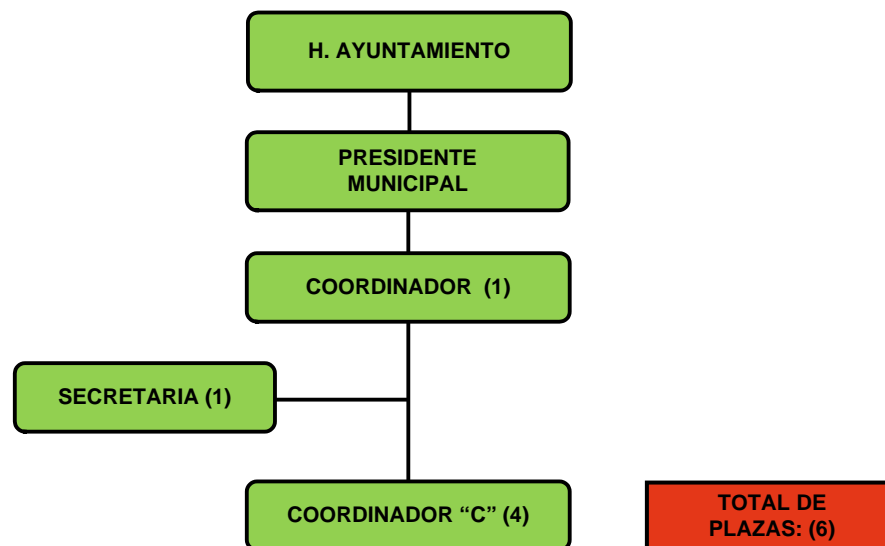 H. AYUNTAMIENTO
PRESIDENTE
MUNICIPAL
COORDINADOR (1)
SECRETARIA (1)
COORDINADOR “C” (4)
TOTAL DE
PLAZAS: (6)